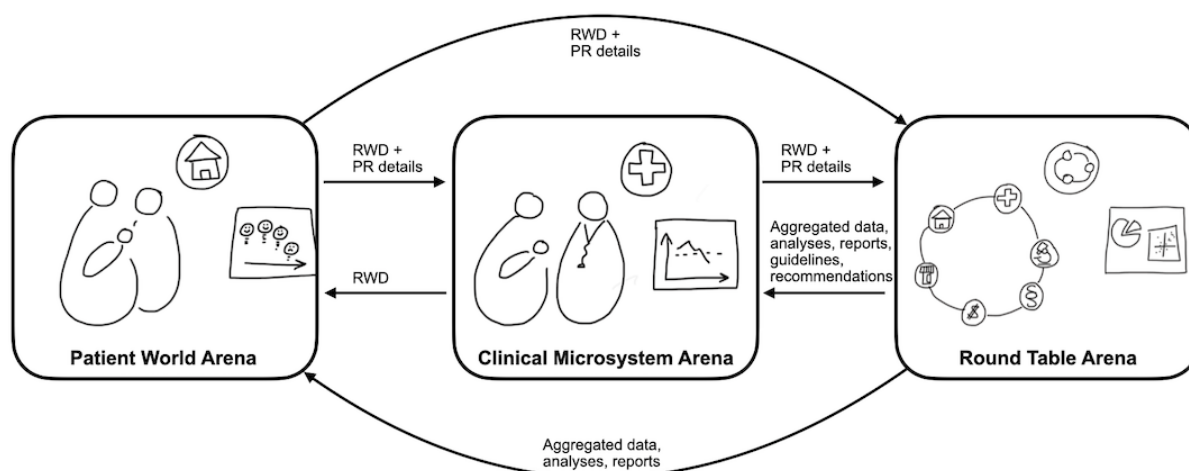 RWD +
PR details
RWD +
PR details
RWD +
PR details
Aggregated data,
analyses, reports,
guidelines,
recommendations
RWD
$
§
Patient World Arena
Clinical Microsystem Arena
Round Table Arena
Aggregated data,
analyses, reports